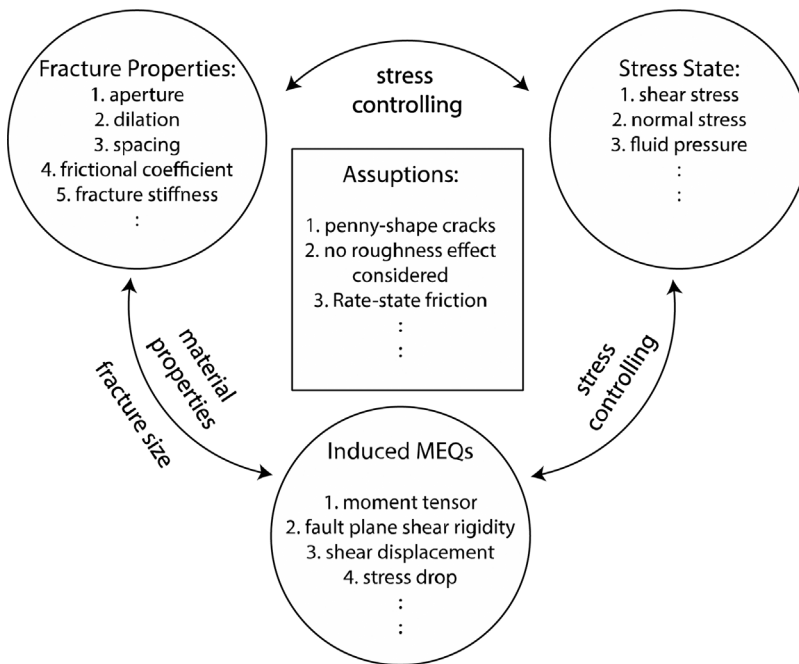 Fracture Properties:
1. aperture
2. dilation
3. spacing
4. frictional coefficient
5. fracture stiffness
:
stress
controlling
Stress State:
1. shear stress
2. normal stress
3. fluid pressure
:
:
Assuptions:
1. penny-shape cracks
2. no roughness effect
considered
3. Rate-state friction
:
:
material
properties
fracture size
stress
controlling
Induced MEQs
1. moment tensor
2. fault plane shear rigidity
3. shear displacement
4. stress drop
:
: